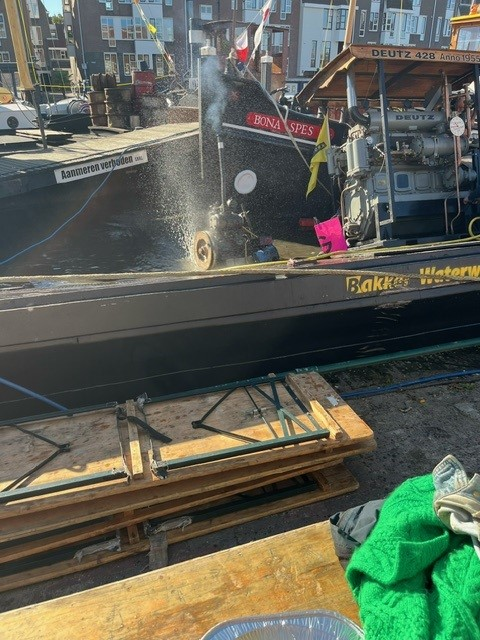 DEUTZ 428 Anno 1955
BONA SPES
DEUTZ
Aanmeren verboden
Bakker Waterw